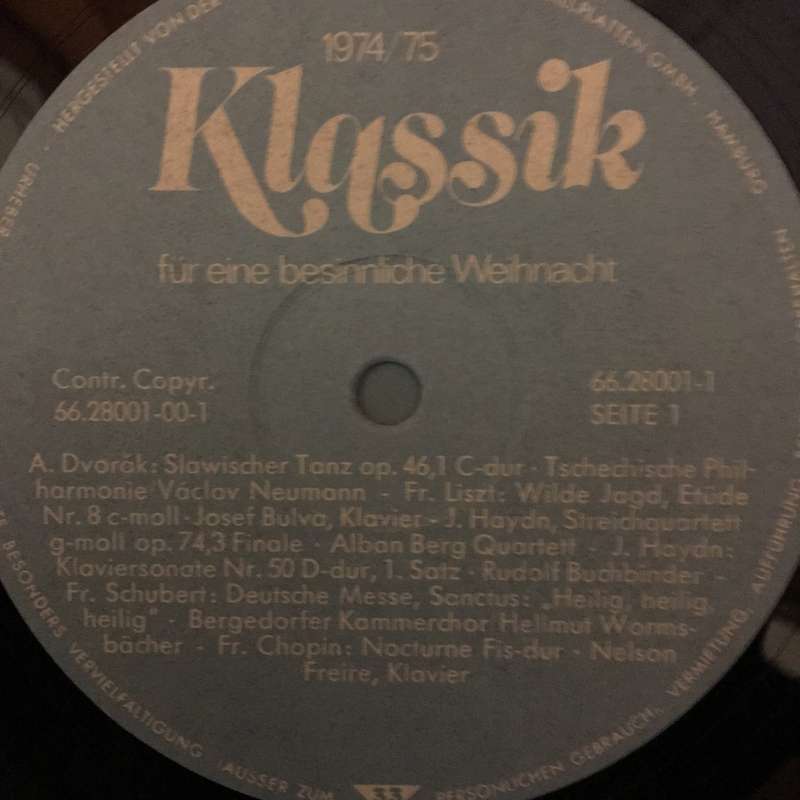 1974/75
Klassik
für eine besinnliche Weihnacht
Contr. Copyr.
66.28001-00-1
66.28001-1
SEITE 1
A. Dvořák: Slawischer Tanz op. 46,1 C-dur · Tschechische Phil-
harmonie Václav Neumann – Fr. Liszt: Wilde Jagd, Etüde
Nr. 8 c-moll · Josef Bulva, Klavier – J. Haydn, Streichquartett
g-moll op. 74,3 Finale · Alban Berg Quartett – J. Haydn:
Klaviersonate Nr. 50 D-dur, 1. Satz · Rudolf Buchbinder –
Fr. Schubert: Deutsche Messe, Sanctus: „Heilig, heilig,
heilig" · Bergedorfer Kammerchor Hellmut Worms-
bächer – Fr. Chopin: Nocturne Fis-dur · Nelson
Freire, Klavier
URHEBER
HERGESTELLT VON DER
GMBH, HAMBURG
BESONDERS VERVIELFÄLTIGUNG (AUSSER ZUM PERSÖNLICHEN GEBRAUCH), VERMIETUNG, AUFFÜHRUNG
33